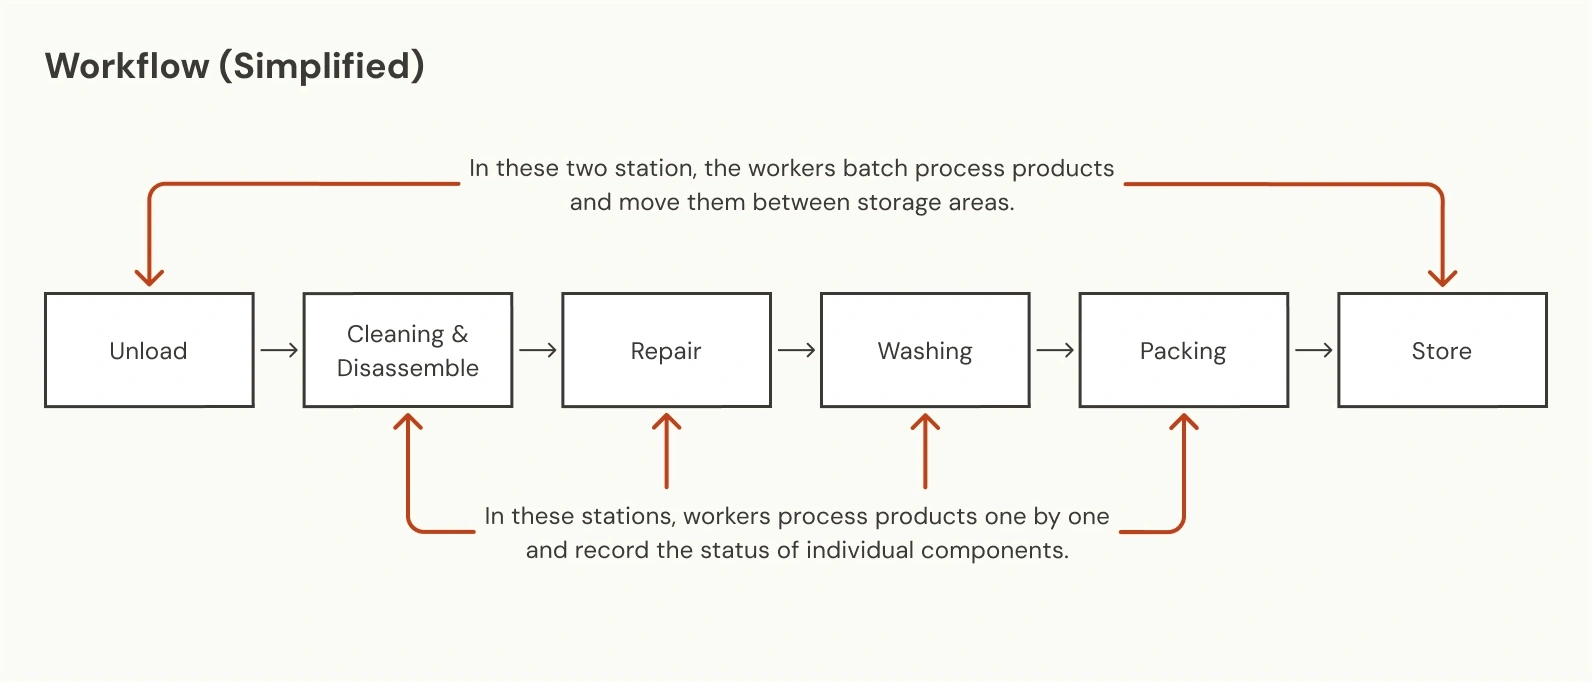 Workflow (Simplified)
In these two station, the workers batch process products
and move them between storage areas.
Unload
Cleaning &
Disassemble
Repair
Washing
Packing
Store
In these stations, workers process products one by one
and record the status of individual components.